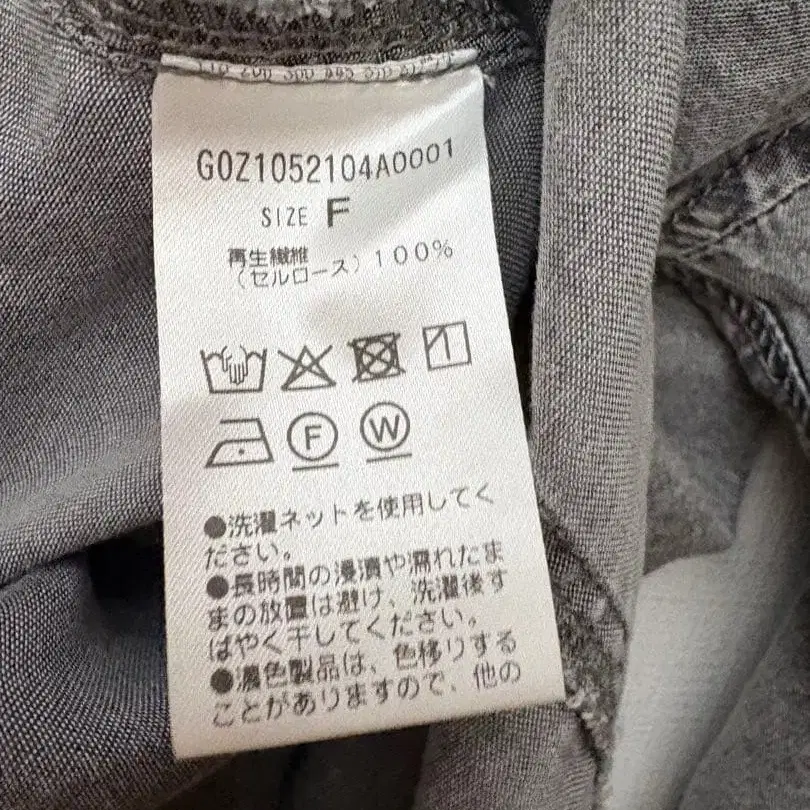 G0Z1052104A0001
SIZE F
再生繊維
(セルロース) 100%
F W
●洗濯ネットを使用してく
ださい。
●長時間の浸漬や濡れたま
まの放置は避け、洗濯後す
ばやく干してください。
●濃色製品は、色移りする
ことがありますので、他の